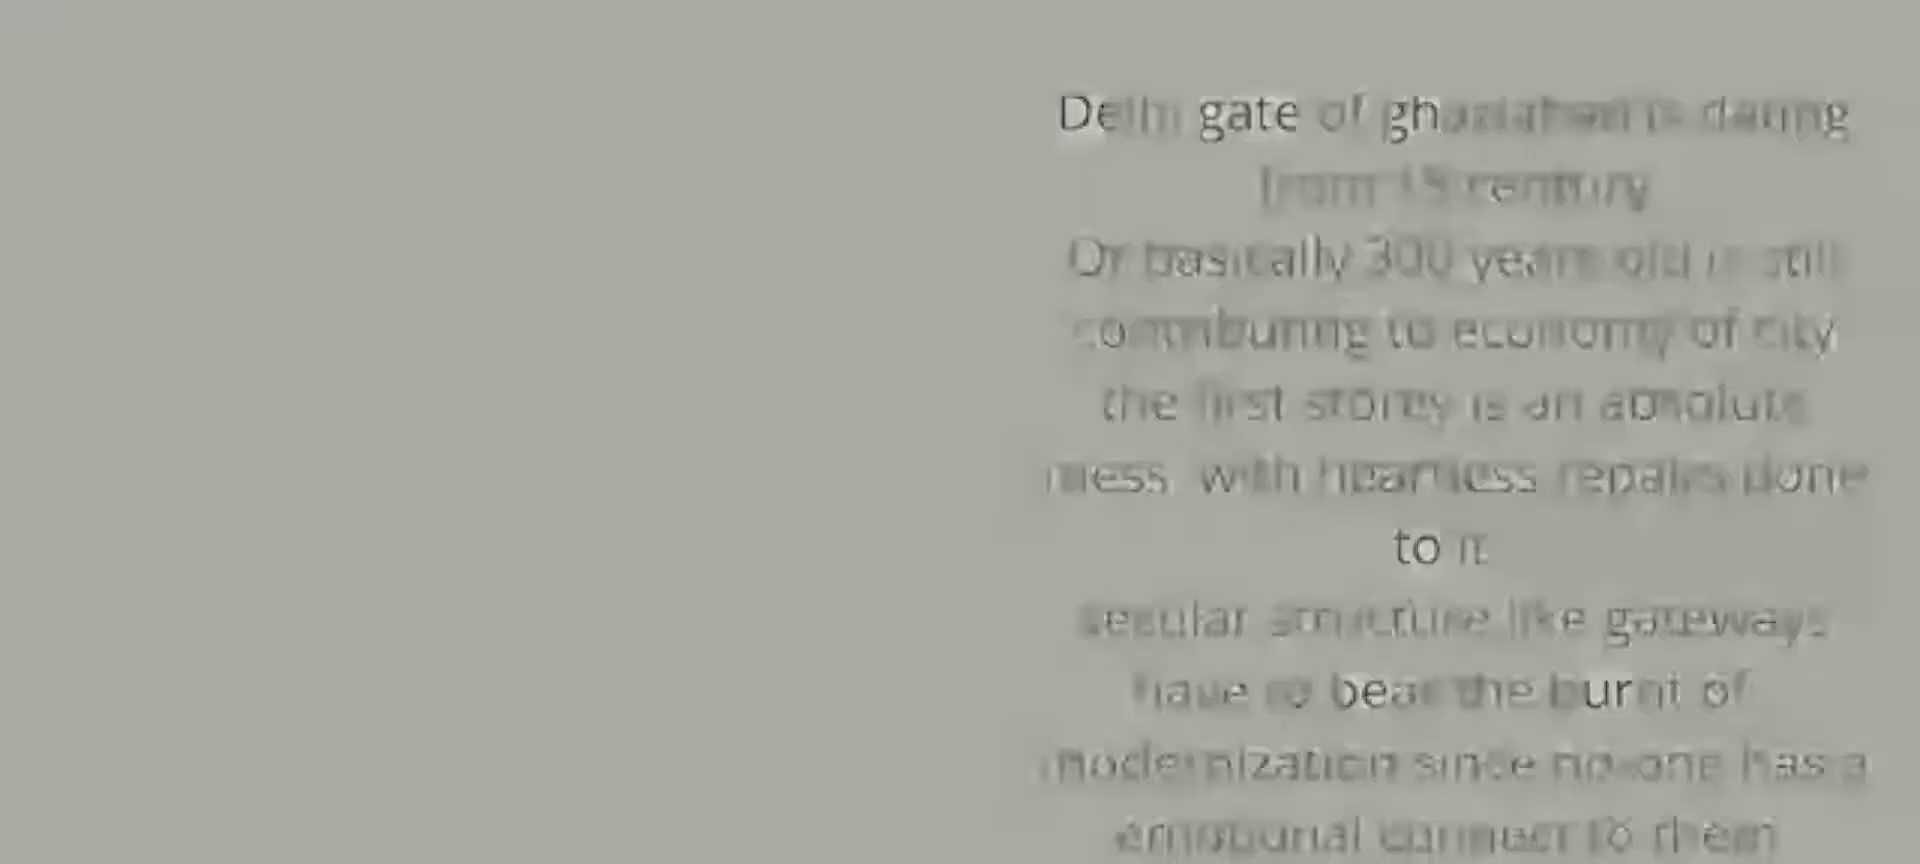 Delhi gate of ghaziabad is dating
from 18 century
Or basically 300 years old is still
contributing to economy of city
the first storey is an absolute
mess, with heartless repairs done
to it
secular structure like gateways
have to bear the burnt of
modernization since no-one has a
emotional connect to them